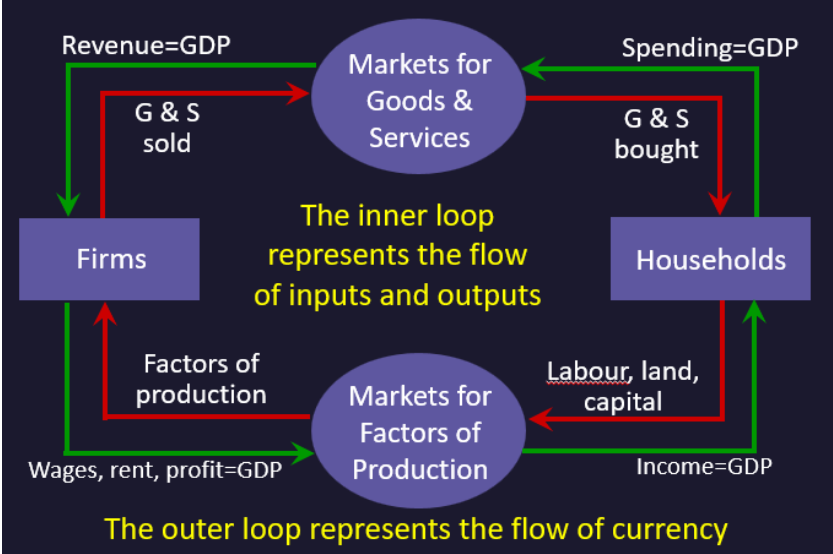 Revenue=GDP
Markets for
Goods &
Services
Spending=GDP
G & S
sold
G & S
bought
The inner loop
represents the flow
of inputs and outputs
Firms
Households
Factors of
production
Markets for
Factors of
Production
Labour, land,
capital
Wages, rent, profit=GDP
Income=GDP
The outer loop represents the flow of currency